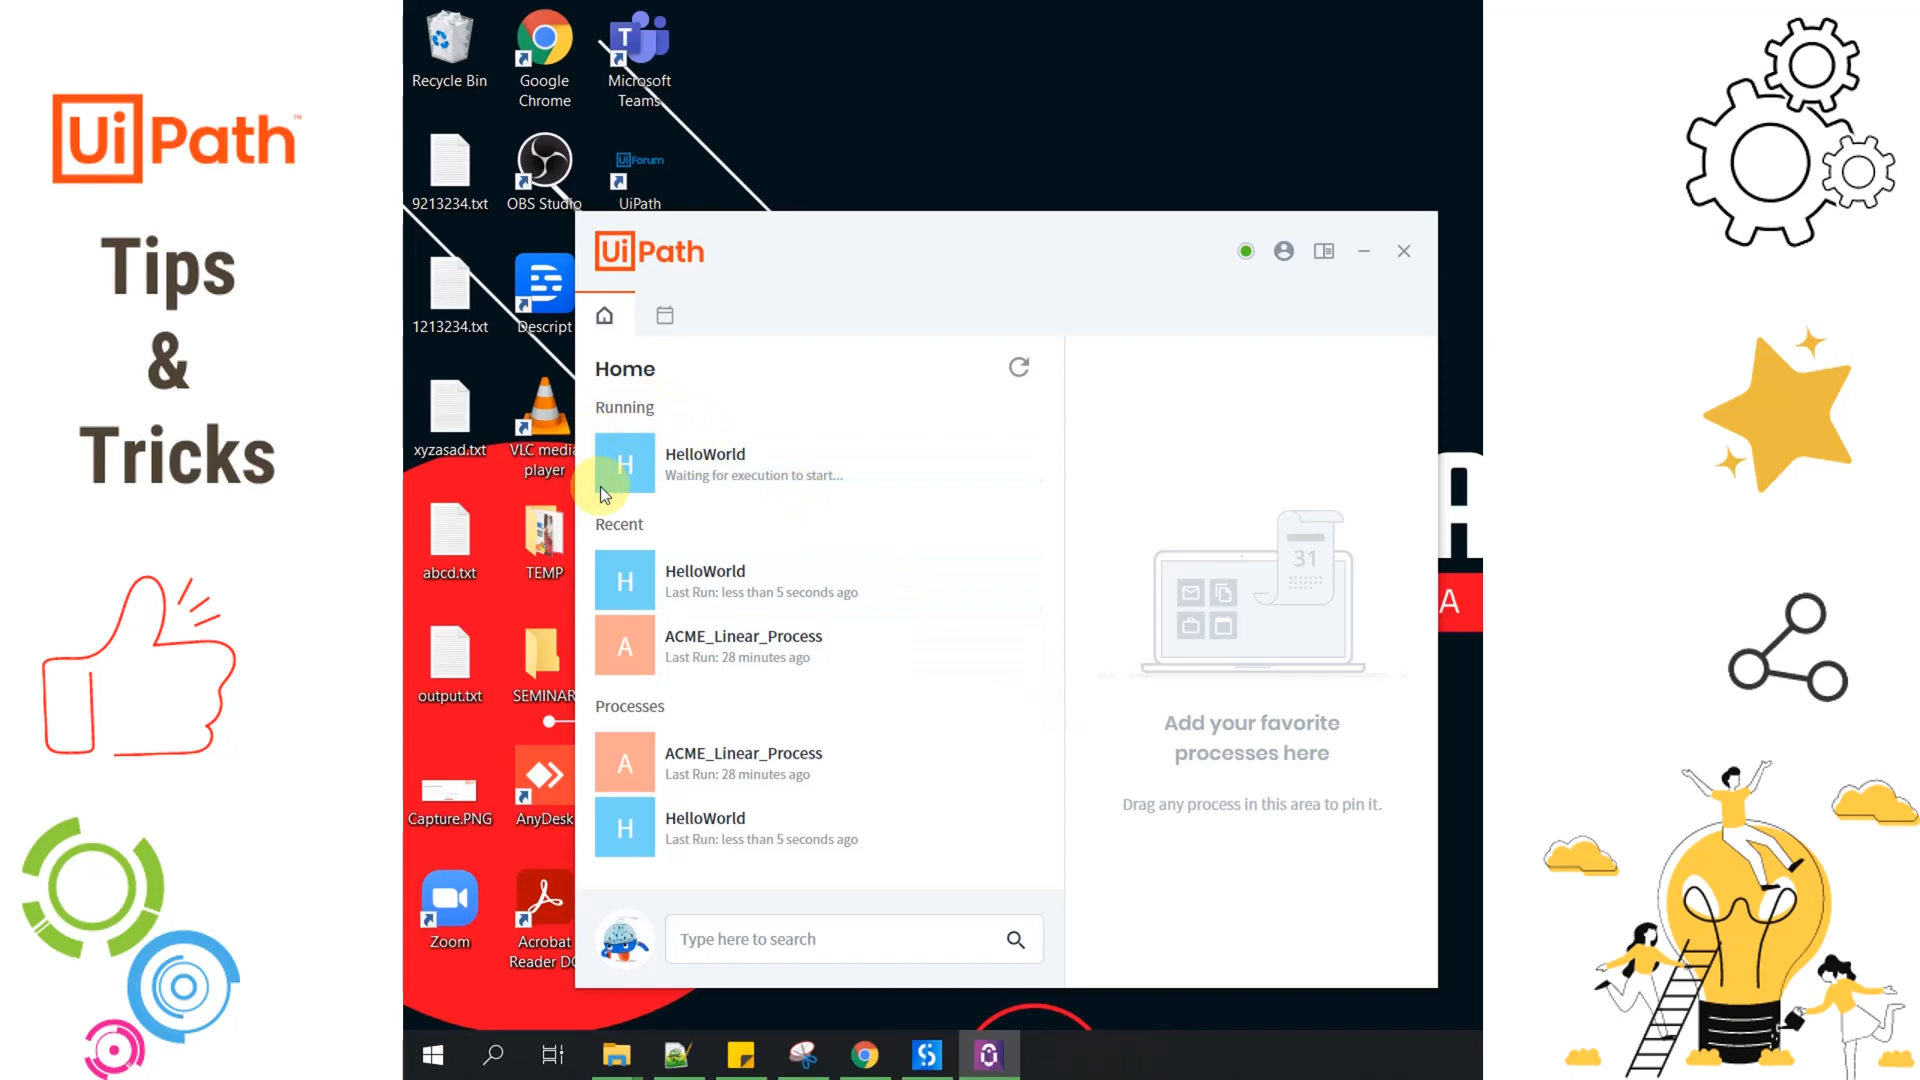 UiPath™
Tips
&
Tricks
Recycle Bin
Google
Chrome
Microsoft
Teams
T
9213234.txt
OBS Studio
UiForum
UiPath
1213234.txt
Descript
xyzasad.txt
VLC media
player
abcd.txt
TEMP
output.txt
SEMINAR
Capture.PNG
AnyDesk
Zoom
Acrobat
Reader DC
UiPath
Home
Running
H
HelloWorld
Waiting for execution to start...
Recent
H
HelloWorld
Last Run: less than 5 seconds ago
A
ACME_Linear_Process
Last Run: 28 minutes ago
Processes
A
ACME_Linear_Process
Last Run: 28 minutes ago
H
HelloWorld
Last Run: less than 5 seconds ago
Type here to search
31
Add your favorite
processes here
Drag any process in this area to pin it.
H
A